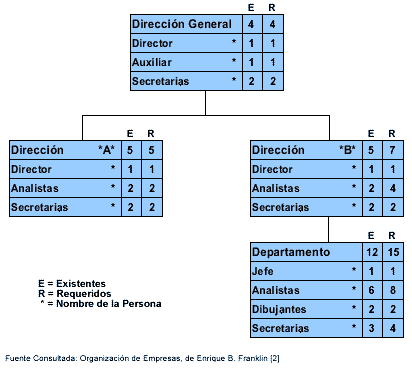 E R
Dirección General 4 4
Director * 1 1
Auxiliar * 1 1
Secretarias * 2 2
E R
Dirección *A* 5 5
Director * 1 1
Analistas * 2 2
Secretarias * 2 2
E R
Dirección *B* 5 7
Director * 1 1
Analistas * 2 4
Secretarias * 2 2
E R
Departamento 12 15
Jefe * 1 1
Analistas * 6 8
Dibujantes * 2 2
Secretarias * 3 4
E = Existentes
R = Requeridos
* = Nombre de la Persona
Fuente Consultada: Organización de Empresas, de Enrique B. Franklin [2]